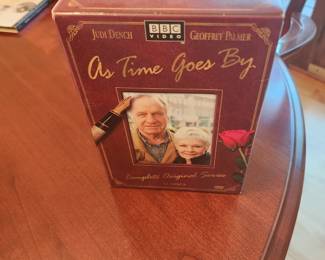 JUDI DENCH BBC VIDEO GEOFFREY PALMER
As Time Goes By
Complete Original Series